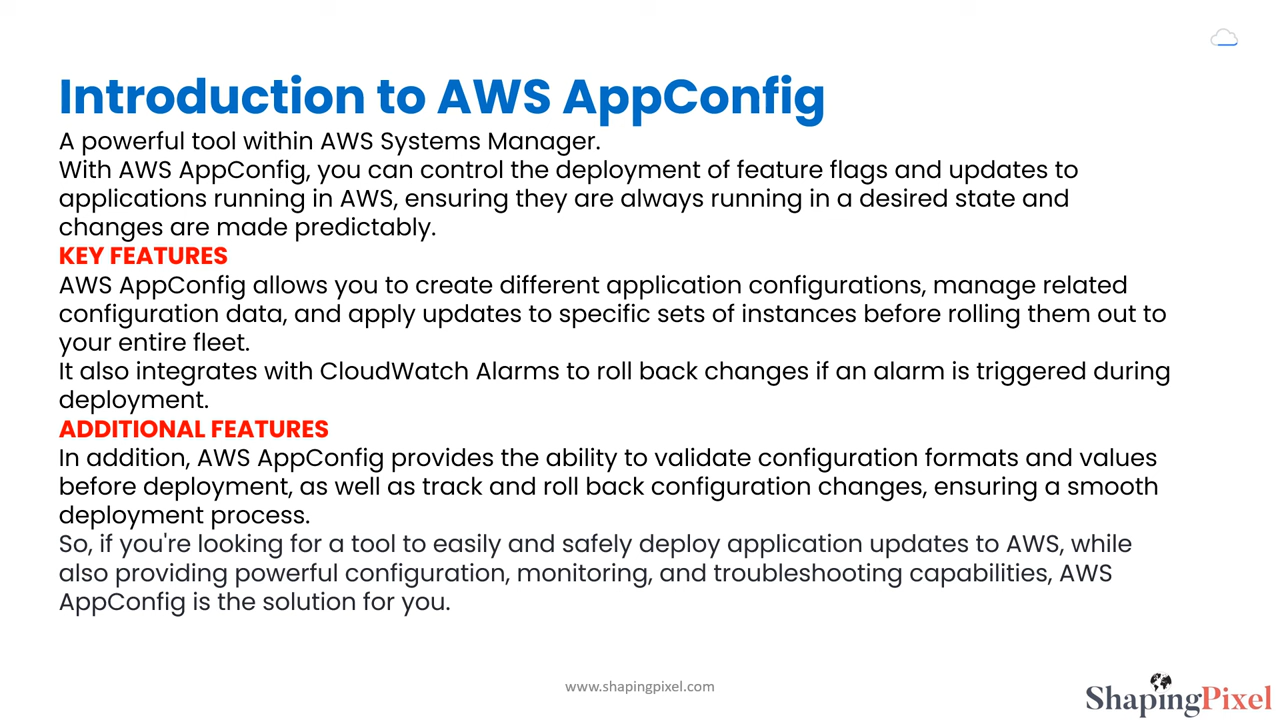 Introduction to AWS AppConfig
A powerful tool within AWS Systems Manager.
With AWS AppConfig, you can control the deployment of feature flags and updates to
applications running in AWS, ensuring they are always running in a desired state and
changes are made predictably.
KEY FEATURES
AWS AppConfig allows you to create different application configurations, manage related
configuration data, and apply updates to specific sets of instances before rolling them out to
your entire fleet.
It also integrates with CloudWatch Alarms to roll back changes if an alarm is triggered during
deployment.
ADDITIONAL FEATURES
In addition, AWS AppConfig provides the ability to validate configuration formats and values
before deployment, as well as track and roll back configuration changes, ensuring a smooth
deployment process.
So, if you're looking for a tool to easily and safely deploy application updates to AWS, while
also providing powerful configuration, monitoring, and troubleshooting capabilities, AWS
AppConfig is the solution for you.
www.shapingpixel.com
ShapingPixel